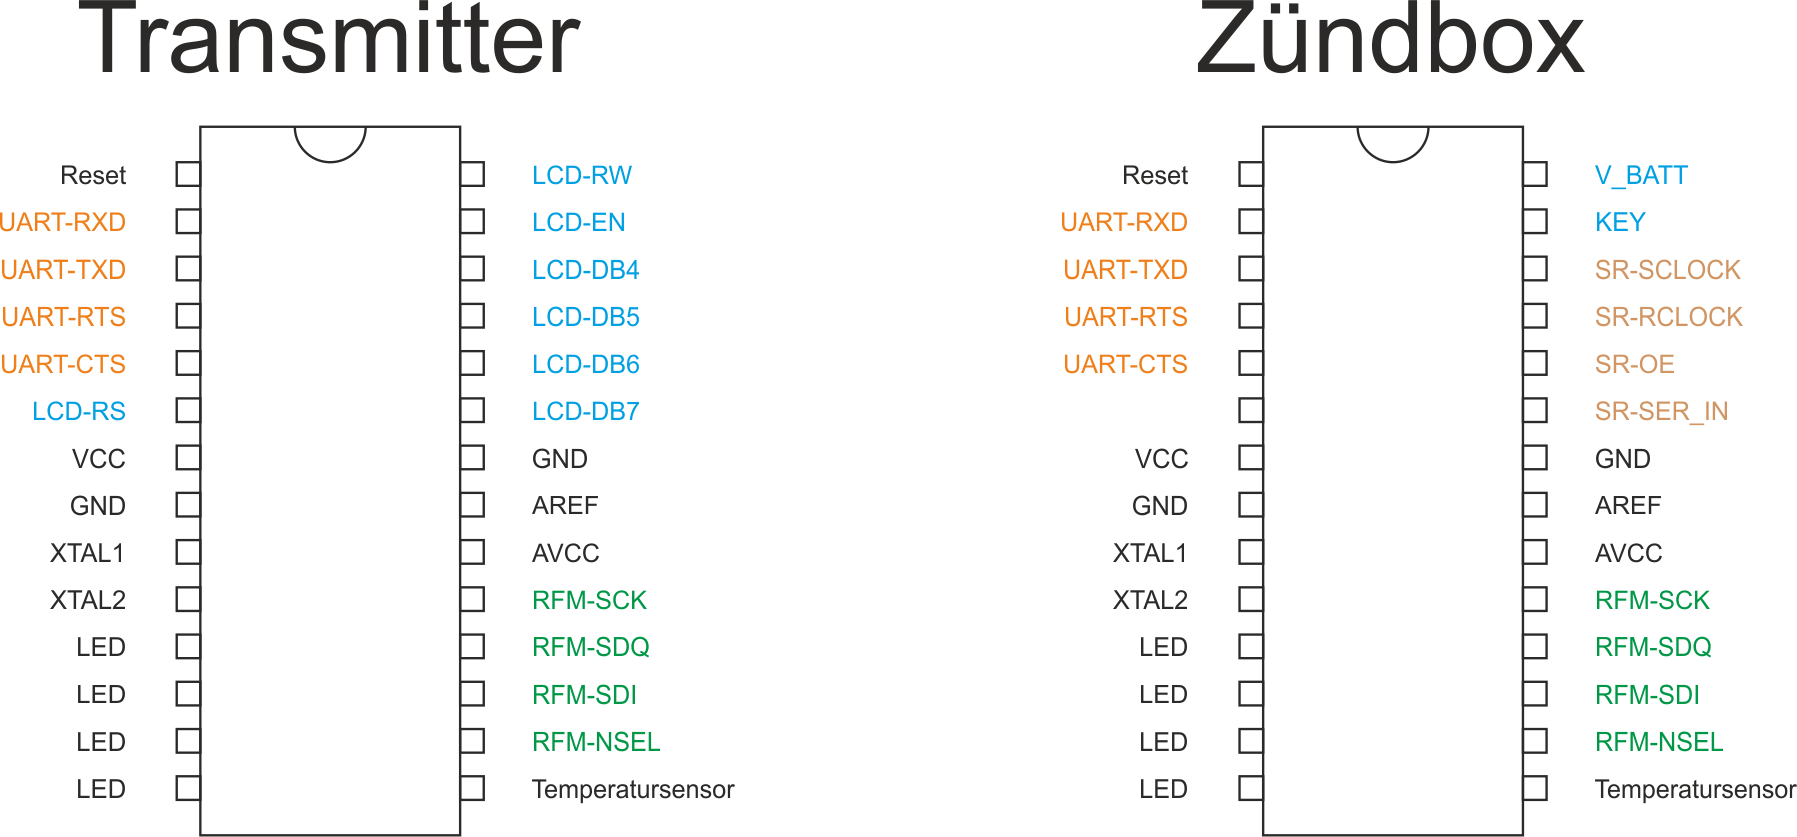 Transmitter
Reset
UART-RXD
UART-TXD
UART-RTS
UART-CTS
LCD-RS
VCC
GND
XTAL1
XTAL2
LED
LED
LED
LED
LCD-RW
LCD-EN
LCD-DB4
LCD-DB5
LCD-DB6
LCD-DB7
GND
AREF
AVCC
RFM-SCK
RFM-SDQ
RFM-SDI
RFM-NSEL
Temperatursensor
Zündbox
Reset
UART-RXD
UART-TXD
UART-RTS
UART-CTS
VCC
GND
XTAL1
XTAL2
LED
LED
LED
LED
V_BATT
KEY
SR-SCLOCK
SR-RCLOCK
SR-OE
SR-SER_IN
GND
AREF
AVCC
RFM-SCK
RFM-SDQ
RFM-SDI
RFM-NSEL
Temperatursensor